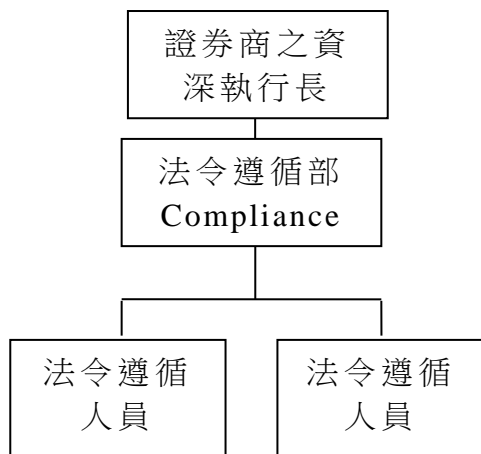 證券商之資
深執行長
法令遵循部
Compliance
法令遵循
人員
法令遵循
人員